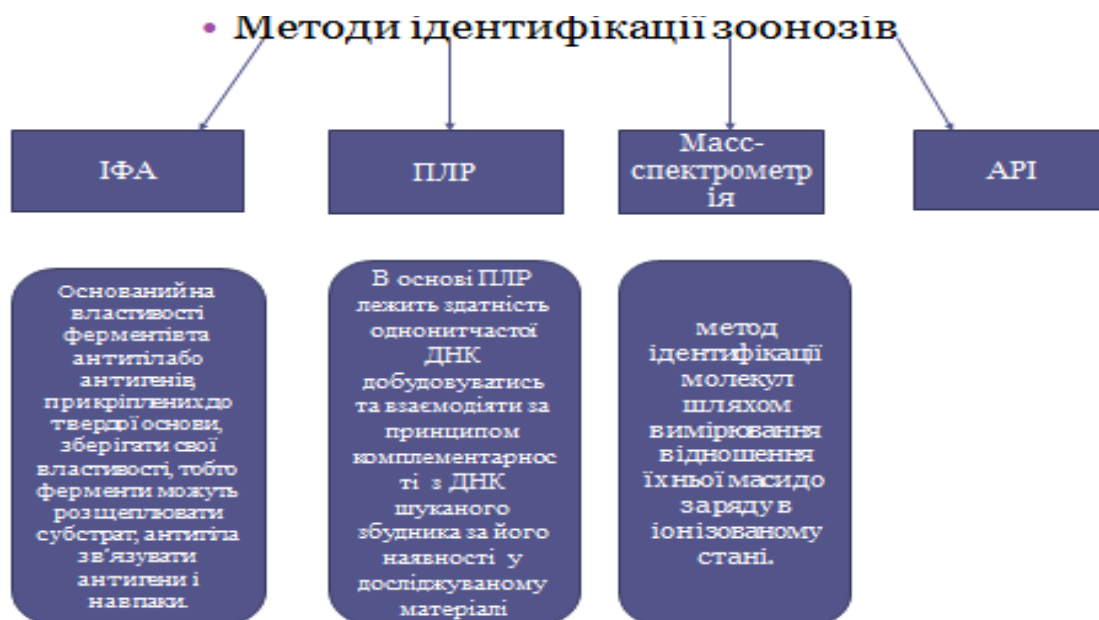 • Методи ідентифікації зоонозів
ІФА
ПЛР
Масс-
спектрометр
ія
АРІ
Оснований на
властивості
ферментів та
антитіл або
антигенів,
прикріплених до
твердої основи,
зберігати свої
властивості, тобто
ферменти можуть
розщеплювати
субстрат, антитіла
зв'язувати
антигени і
навпаки.
В основі ПЛР
лежить здатність
однонитчастої
ДНК
добудовуватись
та взаємодіяти за
принципом
комплементарнос
ті з ДНК
шуканого
збудника за його
наявності у
досліджуваному
матеріалі
метод
ідентифікації
молекул
шляхом
вимірювання
відношення
їхньої маси до
заряду в
іонізованому
стані.